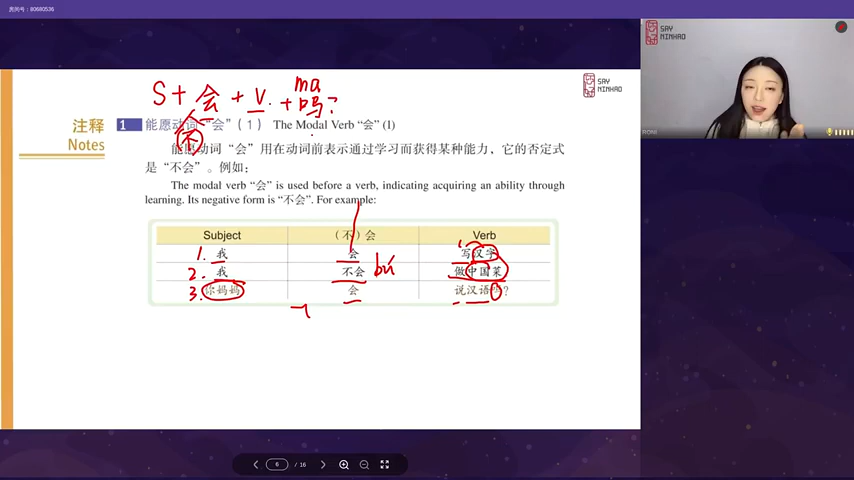 房间号：80680536
SAY NINHAO
SAY NINHAO
S+ 会 + V. + 吗?
ma
不
注释
Notes
1 能愿动词“会”(1) The Modal Verb “会” (1)
能愿动词“会”用在动词前表示通过学习而获得某种能力，它的否定式
是“不会”。例如：
The modal verb “会” is used before a verb, indicating acquiring an ability through
learning. Its negative form is “不会”. For example:
Subject （不）会 Verb
1. 我 会 写汉字
2. 我 不会 bú 做中国菜
3. 你妈妈 会 说汉语吗？
6 / 16